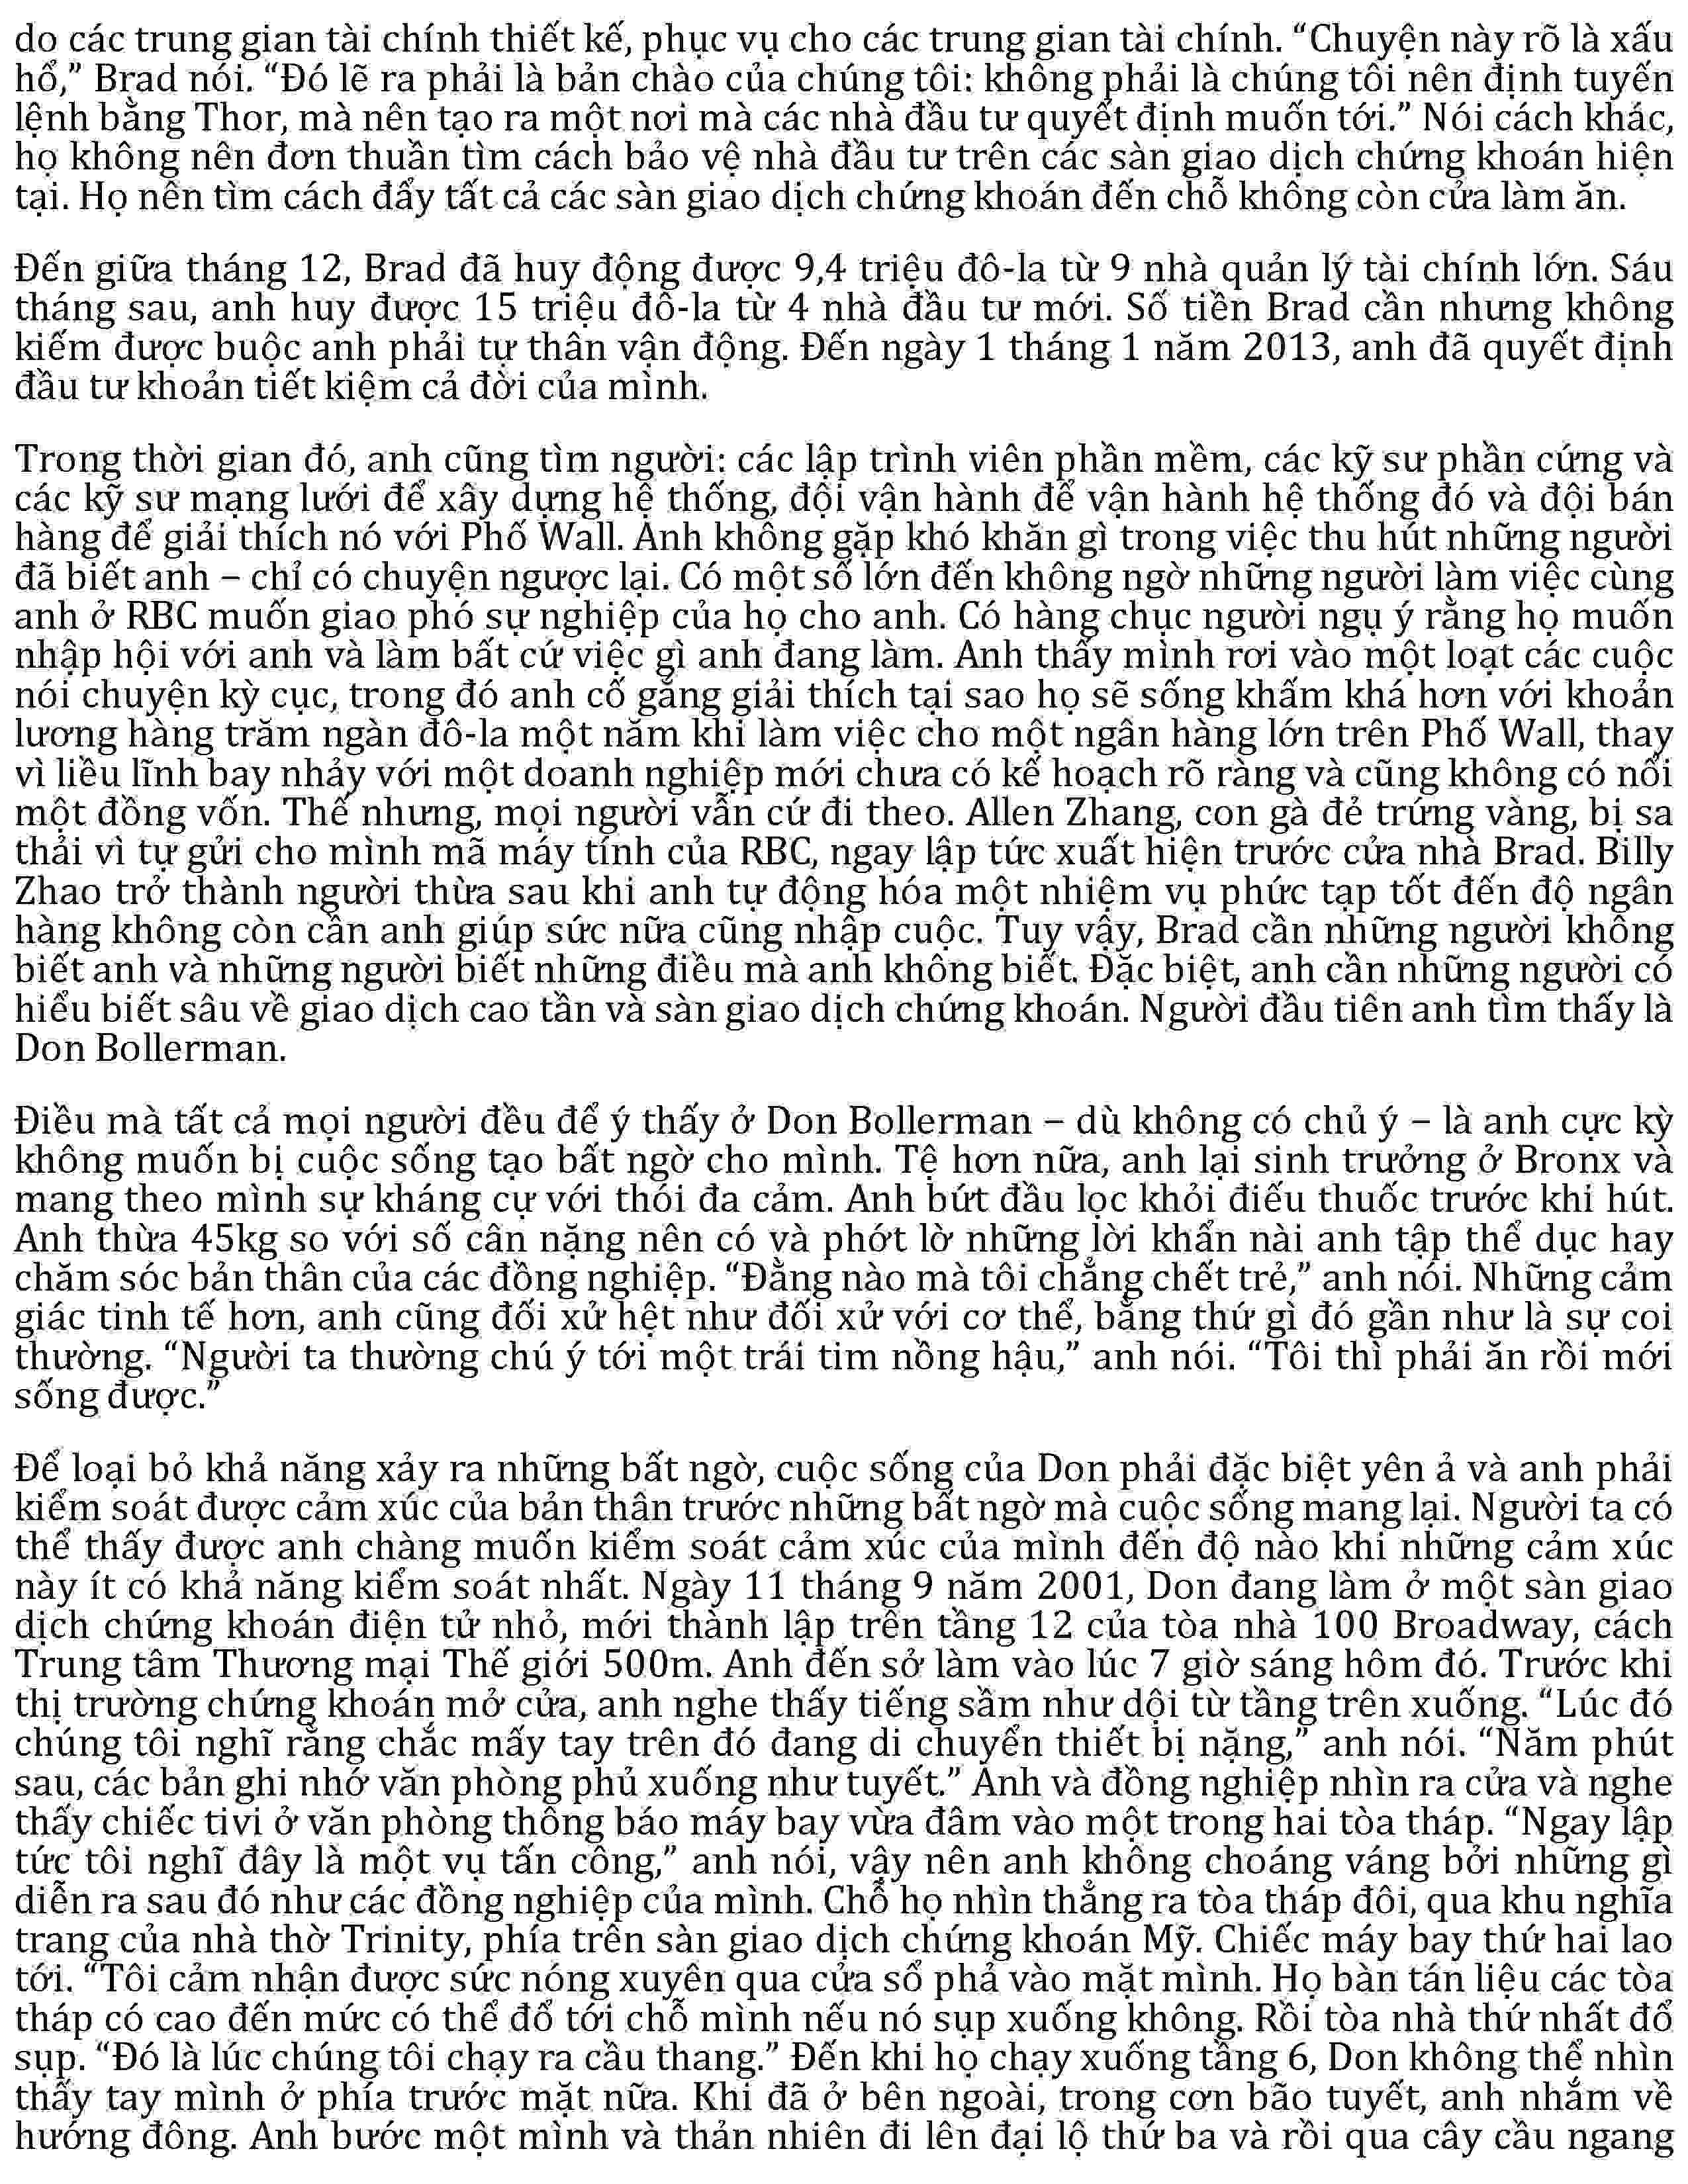 do các trung gian tài chính thiết kế, phục vụ cho các trung gian tài chính. “Chuyện này rõ là xấu
hổ,” Brad nói. “Đó lẽ ra phải là bản chào của chúng tôi: không phải là chúng tôi nên định tuyến
lệnh bằng Thor, mà nên tạo ra một nơi mà các nhà đầu tư quyết định muốn tới.” Nói cách khác,
họ không nên đơn thuần tìm cách bảo vệ nhà đầu tư trên các sàn giao dịch chứng khoán hiện
tại. Họ nên tìm cách đẩy tất cả các sàn giao dịch chứng khoán đến chỗ không còn cửa làm ăn.
Đến giữa tháng 12, Brad đã huy động được 9,4 triệu đô-la từ 9 nhà quản lý tài chính lớn. Sáu
tháng sau, anh huy được 15 triệu đô-la từ 4 nhà đầu tư mới. Số tiền Brad cần nhưng không
kiếm được buộc anh phải tự thân vận động. Đến ngày 1 tháng 1 năm 2013, anh đã quyết định
đầu tư khoản tiết kiệm cả đời của mình.
Trong thời gian đó, anh cũng tìm người: các lập trình viên phần mềm, các kỹ sư phần cứng và
các kỹ sư mạng lưới để xây dựng hệ thống, đội vận hành để vận hành hệ thống đó và đội bán
hàng để giải thích nó với Phố Wall. Anh không gặp khó khăn gì trong việc thu hút những người
đã biết anh – chỉ có chuyện ngược lại. Có một số lớn đến không ngờ những người làm việc cùng
anh ở RBC muốn giao phó sự nghiệp của họ cho anh. Có hàng chục người ngụ ý rằng họ muốn
nhập hội với anh và làm bất cứ việc gì anh đang làm. Anh thấy mình rơi vào một loạt các cuộc
nói chuyện kỳ cục, trong đó anh cố gắng giải thích tại sao họ sẽ sống khấm khá hơn với khoản
lương hàng trăm ngàn đô-la một năm khi làm việc cho một ngân hàng lớn trên Phố Wall, thay
vì liều lĩnh bay nhảy với một doanh nghiệp mới chưa có kế hoạch rõ ràng và cũng không có nổi
một đồng vốn. Thế nhưng, mọi người vẫn cứ đi theo. Allen Zhang, con gà đẻ trứng vàng, bị sa
thải vì tự gửi cho mình mã máy tính của RBC, ngay lập tức xuất hiện trước cửa nhà Brad. Billy
Zhao trở thành người thừa sau khi anh tự động hóa một nhiệm vụ phức tạp tốt đến độ ngân
hàng không còn cần anh giúp sức nữa cũng nhập cuộc. Tuy vậy, Brad cần những người không
biết anh và những người biết những điều mà anh không biết. Đặc biệt, anh cần những người có
hiểu biết sâu về giao dịch cao tần và sàn giao dịch chứng khoán. Người đầu tiên anh tìm thấy là
Don Bollerman.
Điều mà tất cả mọi người đều để ý thấy ở Don Bollerman – dù không có chủ ý – là anh cực kỳ
không muốn bị cuộc sống tạo bất ngờ cho mình. Tệ hơn nữa, anh lại sinh trưởng ở Bronx và
mang theo mình sự kháng cự với thói đa cảm. Anh bứt đầu lọc khỏi điếu thuốc trước khi hút.
Anh thừa 45kg so với số cân nặng nên có và phớt lờ những lời khẩn nài anh tập thể dục hay
chăm sóc bản thân của các đồng nghiệp. “Đằng nào mà tôi chẳng chết trẻ,” anh nói. Những cảm
giác tinh tế hơn, anh cũng đối xử hệt như đối xử với cơ thể, bằng thứ gì đó gần như là sự coi
thường. “Người ta thường chú ý tới một trái tim nồng hậu,” anh nói. “Tôi thì phải ăn rồi mới
sống được.”
Để loại bỏ khả năng xảy ra những bất ngờ, cuộc sống của Don phải đặc biệt yên ả và anh phải
kiểm soát được cảm xúc của bản thân trước những bất ngờ mà cuộc sống mang lại. Người ta có
thể thấy được anh chàng muốn kiểm soát cảm xúc của mình đến độ nào khi những cảm xúc
này ít có khả năng kiểm soát nhất. Ngày 11 tháng 9 năm 2001, Don đang làm ở một sàn giao
dịch chứng khoán điện tử nhỏ, mới thành lập trên tầng 12 của tòa nhà 100 Broadway, cách
Trung tâm Thương mại Thế giới 500m. Anh đến sở làm vào lúc 7 giờ sáng hôm đó. Trước khi
thị trường chứng khoán mở cửa, anh nghe thấy tiếng sầm như dội từ tầng trên xuống. “Lúc đó
chúng tôi nghĩ rằng chắc mấy tay trên đó đang di chuyển thiết bị nặng,” anh nói. “Năm phút
sau, các bản ghi nhớ văn phòng phủ xuống như tuyết.” Anh và đồng nghiệp nhìn ra cửa và nghe
thấy chiếc tivi ở văn phòng thông báo máy bay vừa đâm vào một trong hai tòa tháp. “Ngay lập
tức tôi nghĩ đây là một vụ tấn công,” anh nói, vậy nên anh không choáng váng bởi những gì
diễn ra sau đó như các đồng nghiệp của mình. Chỗ họ nhìn thẳng ra tòa tháp đôi, qua khu nghĩa
trang của nhà thờ Trinity, phía trên sàn giao dịch chứng khoán Mỹ. Chiếc máy bay thứ hai lao
tới. “Tôi cảm nhận được sức nóng xuyên qua cửa sổ phả vào mặt mình. Họ bàn tán liệu các tòa
tháp có cao đến mức có thể đổ tới chỗ mình nếu nó sụp xuống không. Rồi tòa nhà thứ nhất đổ
sụp. “Đó là lúc chúng tôi chạy ra cầu thang.” Đến khi họ chạy xuống tầng 6, Don không thể nhìn
thấy tay mình ở phía trước mặt nữa. Khi đã ở bên ngoài, trong cơn bão tuyết, anh nhắm về
hướng đông. Anh bước một mình và thản nhiên đi lên đại lộ thứ ba và rồi qua cây cầu ngang